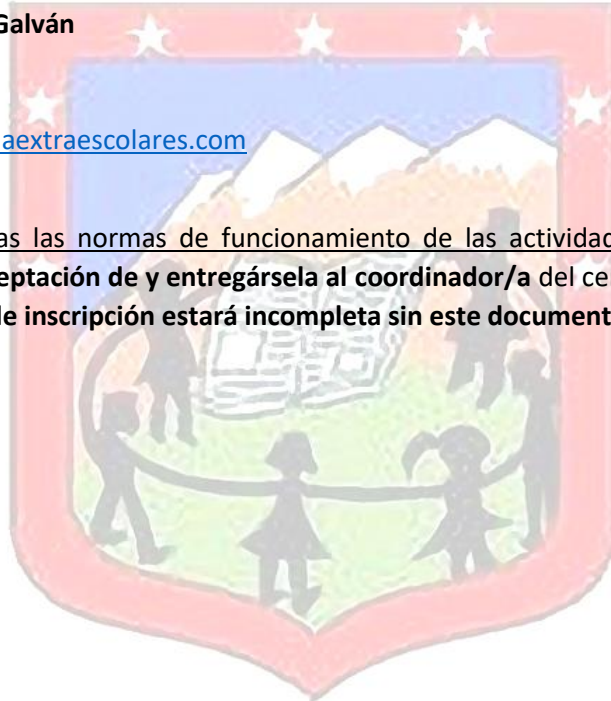 Galván
aextraescolares.com
as las normas de funcionamiento de las actividad
eptación de y entregársela al coordinador/a del ce
de inscripción estará incompleta sin este document